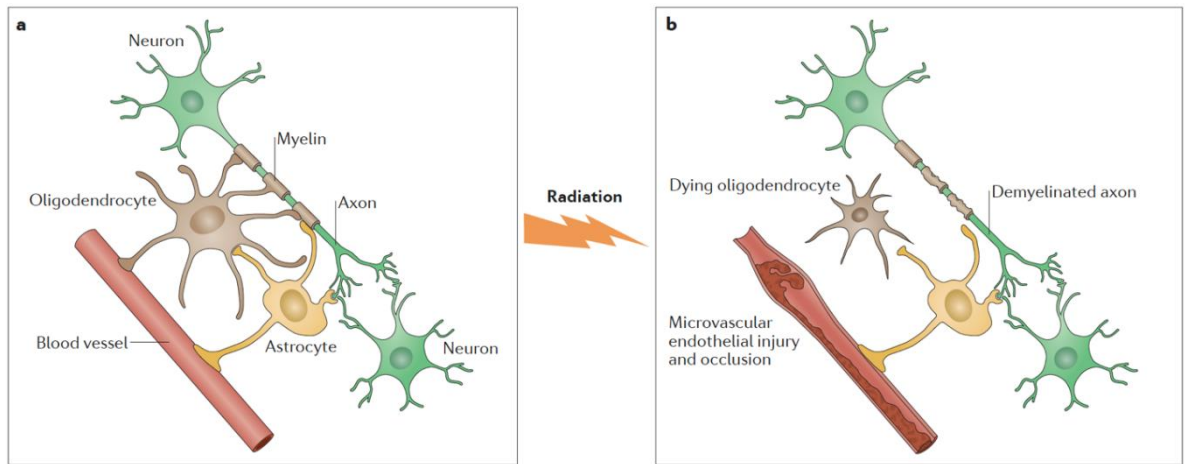 a
Neuron
Myelin
Oligodendrocyte
Axon
Blood vessel
Astrocyte
Neuron
Radiation
b
Dying oligodendrocyte
Demyelinated axon
Microvascular
endothelial injury
and occlusion